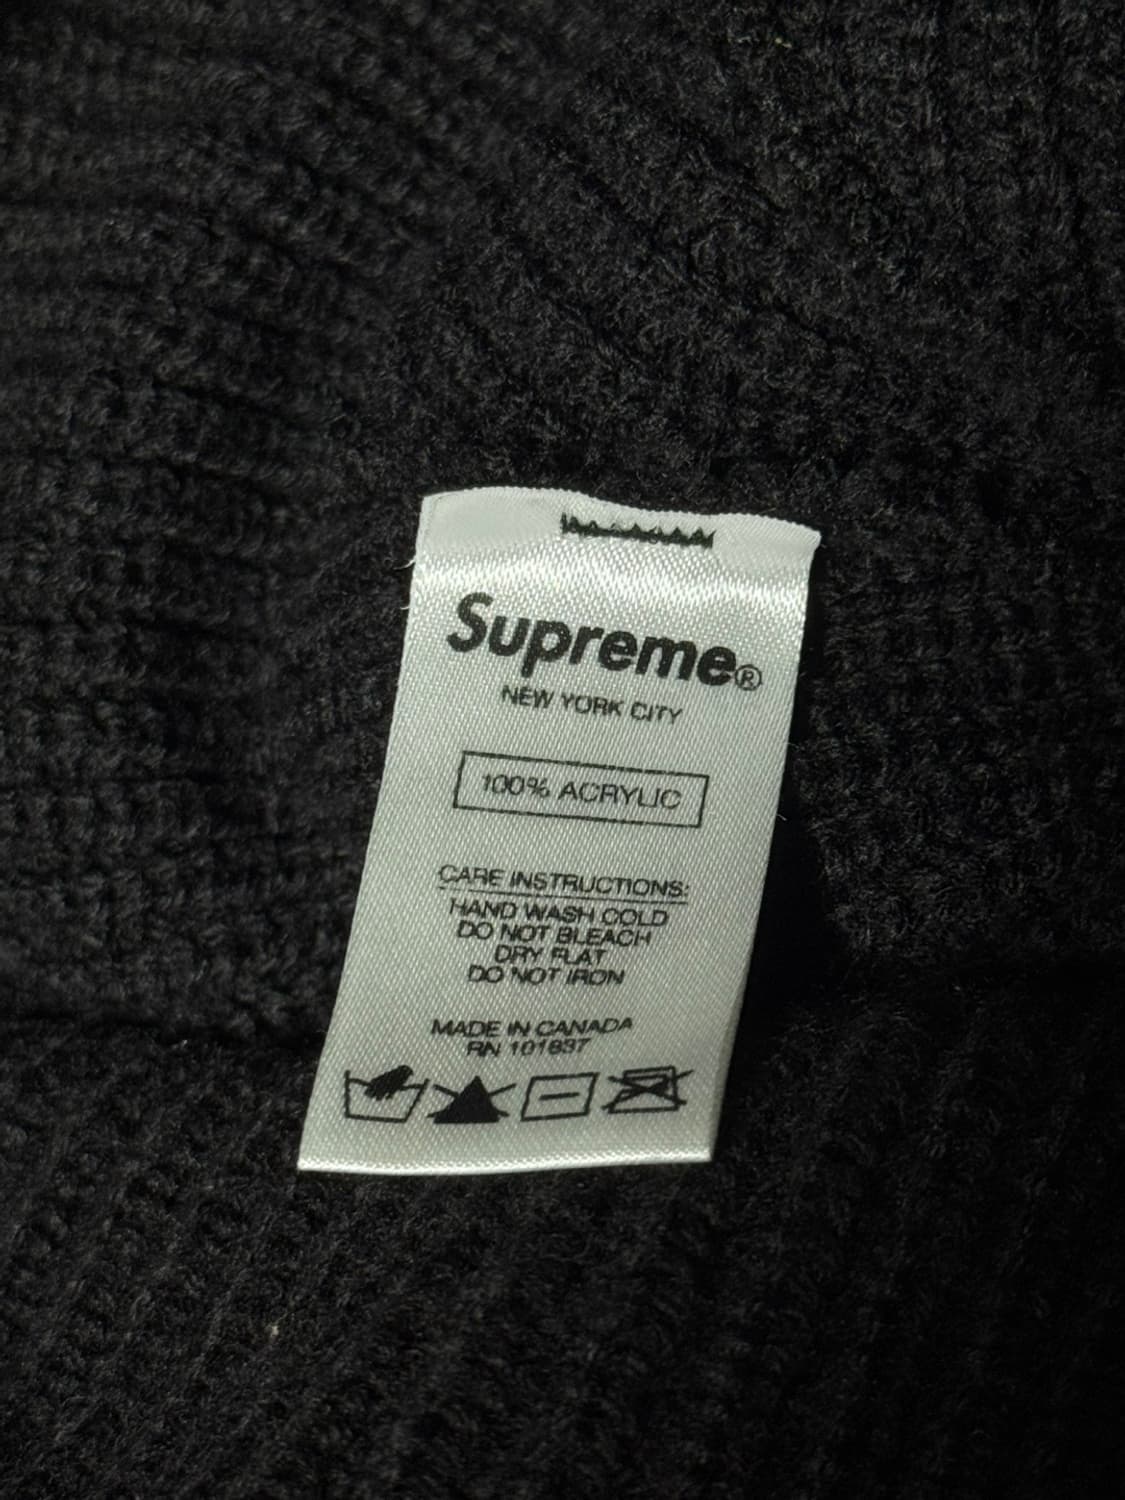 Supreme®
NEW YORK CITY
100% ACRYLIC
CARE INSTRUCTIONS:
HAND WASH COLD
DO NOT BLEACH
DRY FLAT
DO NOT IRON
MADE IN CANADA
RN 101837